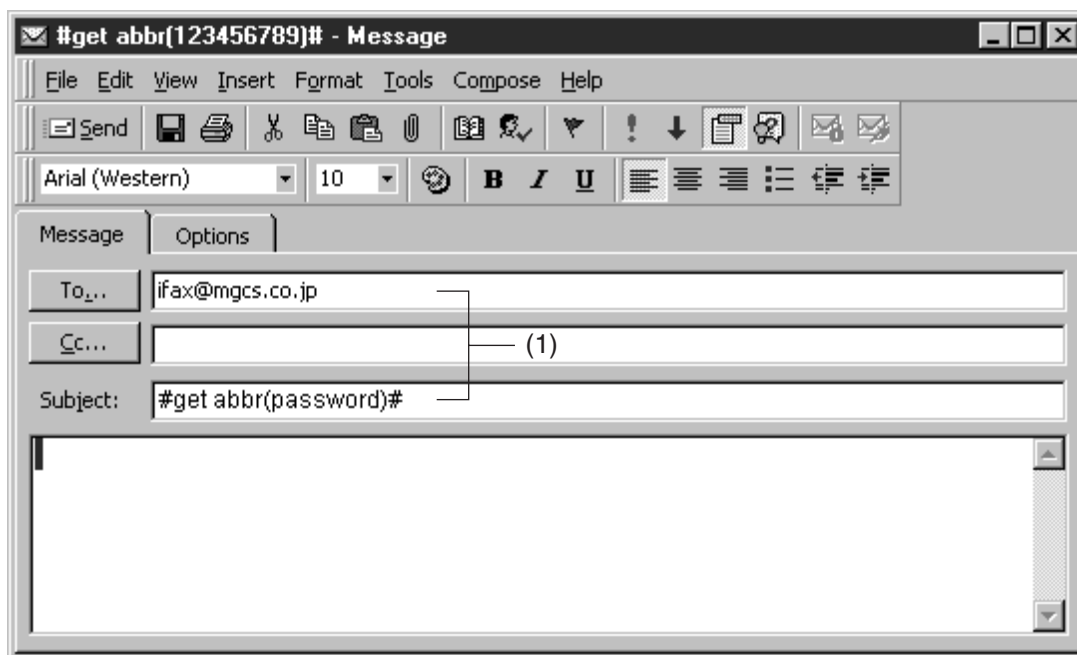 #get abbr(123456789)# - Message
File Edit View Insert Format Tools Compose Help
Send
Arial (Western) 10 B I U
Message Options
To... ifax@mgcs.co.jp
Cc... (1)
Subject: #get abbr(password)#